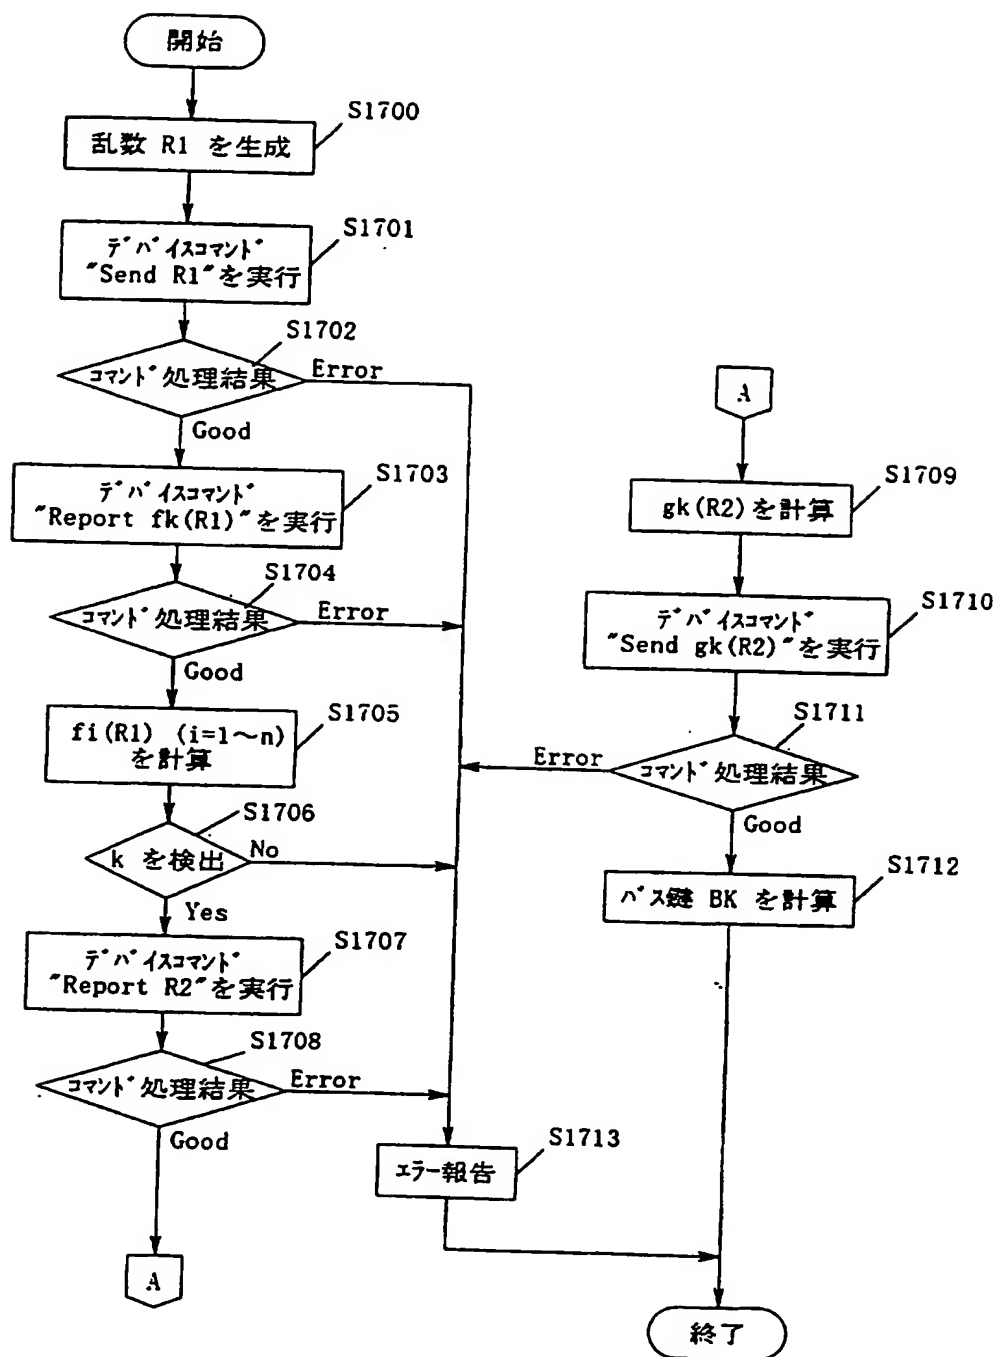 開始
S1700
乱数 R1 を生成
S1701
デバイスコマンド
"Send R1"を実行
S1702
コマンド処理結果
Error
Good
S1703
デバイスコマンド
"Report fk(R1)"を実行
S1704
コマンド処理結果
Error
Good
S1705
fi(R1) (i=1～n)
を計算
S1706
k を検出
No
Yes
S1707
デバイスコマンド
"Report R2"を実行
S1708
コマンド処理結果
Error
Good
A
A
S1709
gk(R2)を計算
S1710
デバイスコマンド
"Send gk(R2)"を実行
S1711
コマンド処理結果
Error
Good
S1712
バス鍵 BK を計算
S1713
エラー報告
終了